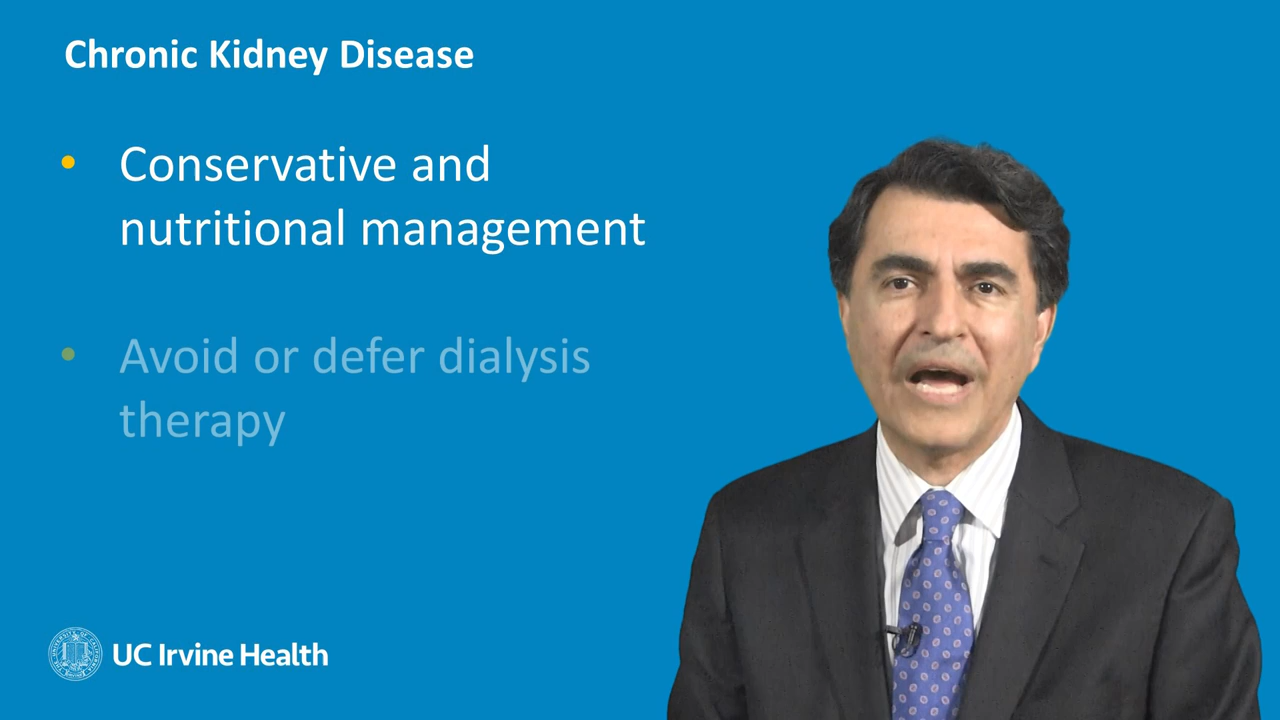 Chronic Kidney Disease
• Conservative and
nutritional management
• Avoid or defer dialysis
therapy
UC Irvine Health